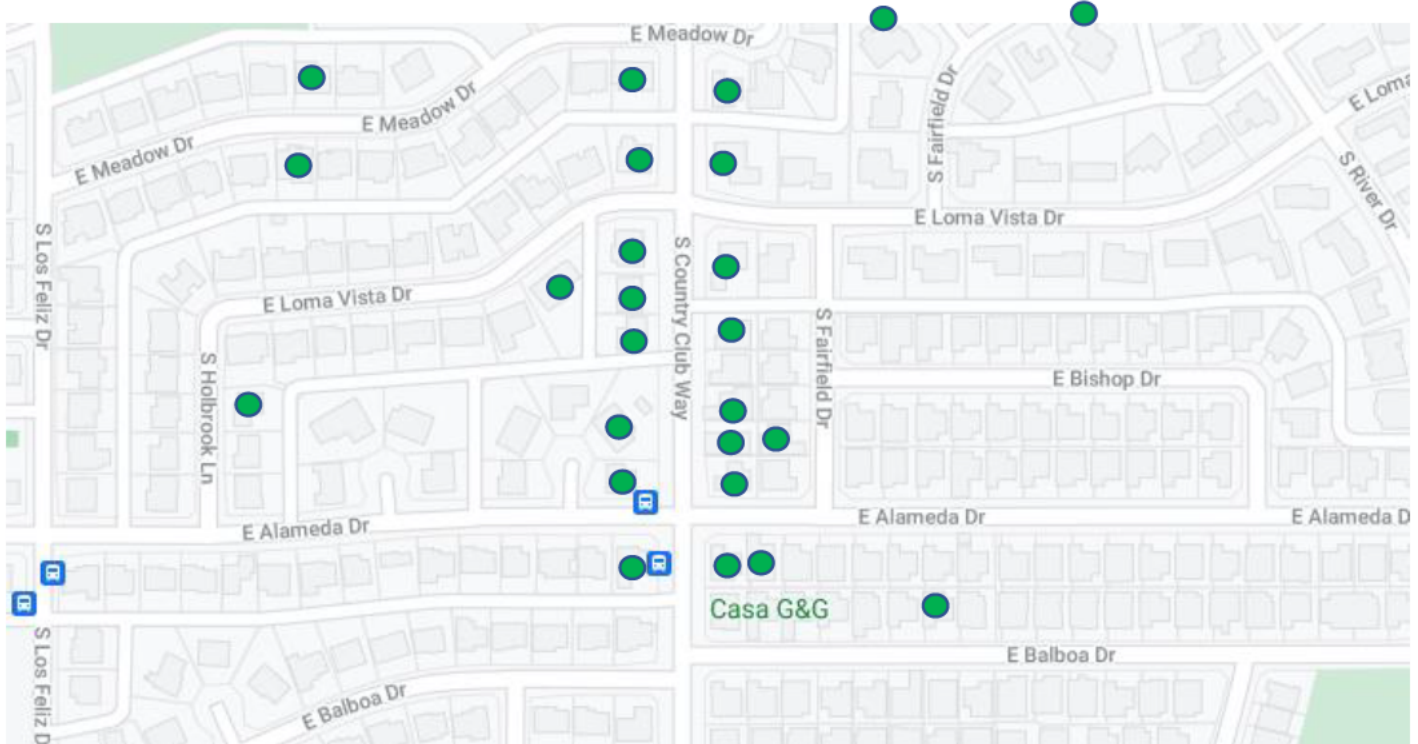 E Meadow Dr
E Meadow Dr
E Meadow Dr
S Fairfield Dr
E Loma
S River Dr
E Loma Vista Dr
S Los Feliz Dr
S Country Club Way
E Loma Vista Dr
S Fairfield Dr
S Holbrook Ln
E Bishop Dr
E Alameda Dr
E Alameda Dr
E Alameda D
Casa G&G
S Los Feliz D
E Balboa Dr
E Balboa Dr